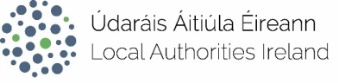 Údaráis Áitiúla Éireann
Local Authorities Ireland